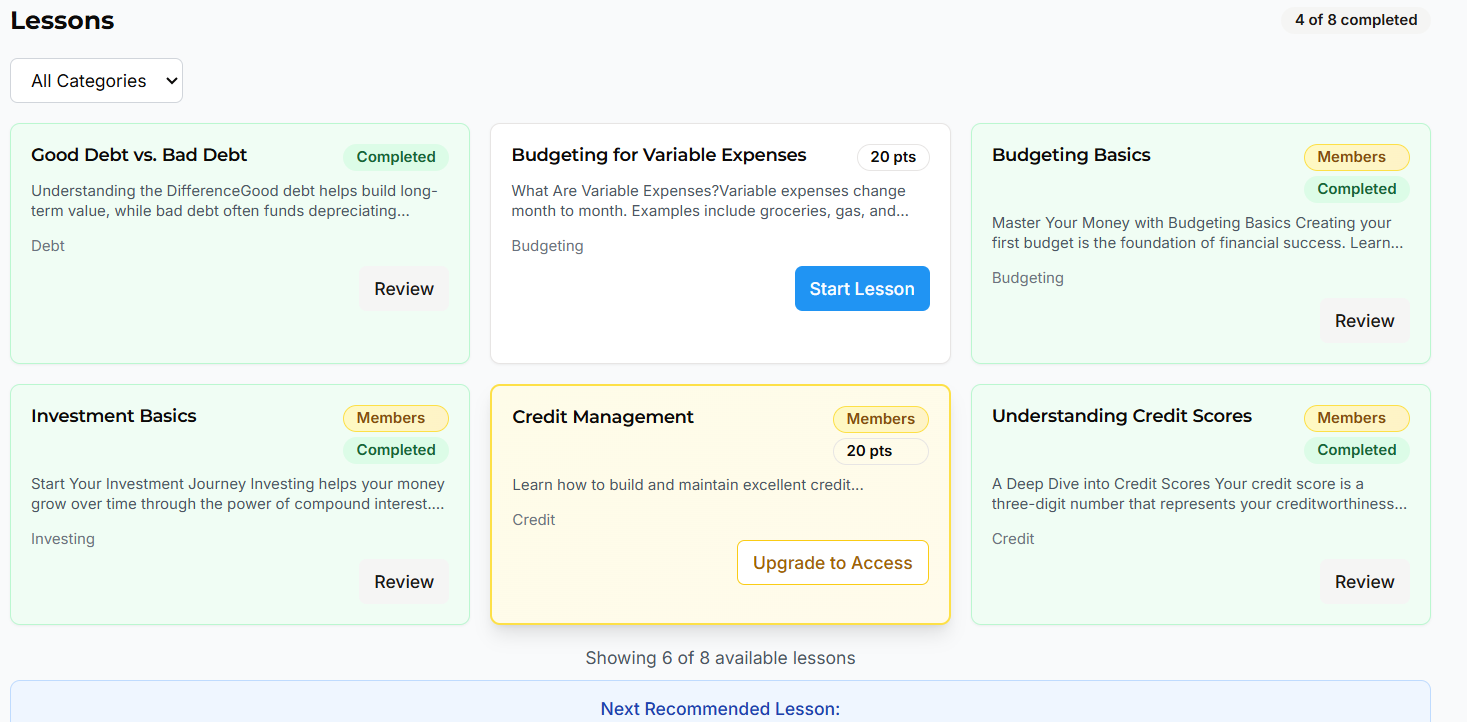 Lessons
4 of 8 completed
All Categories
Good Debt vs. Bad Debt
Completed
Understanding the DifferenceGood debt helps build long-
term value, while bad debt often funds depreciating...
Debt
Review
Budgeting for Variable Expenses
20 pts
What Are Variable Expenses?Variable expenses change
month to month. Examples include groceries, gas, and...
Budgeting
Start Lesson
Budgeting Basics
Members
Completed
Master Your Money with Budgeting Basics Creating your
first budget is the foundation of financial success. Learn...
Budgeting
Review
Investment Basics
Members
Completed
Start Your Investment Journey Investing helps your money
grow over time through the power of compound interest....
Investing
Review
Credit Management
Members
20 pts
Learn how to build and maintain excellent credit...
Credit
Upgrade to Access
Understanding Credit Scores
Members
Completed
A Deep Dive into Credit Scores Your credit score is a
three-digit number that represents your creditworthiness...
Credit
Review
Showing 6 of 8 available lessons
Next Recommended Lesson: